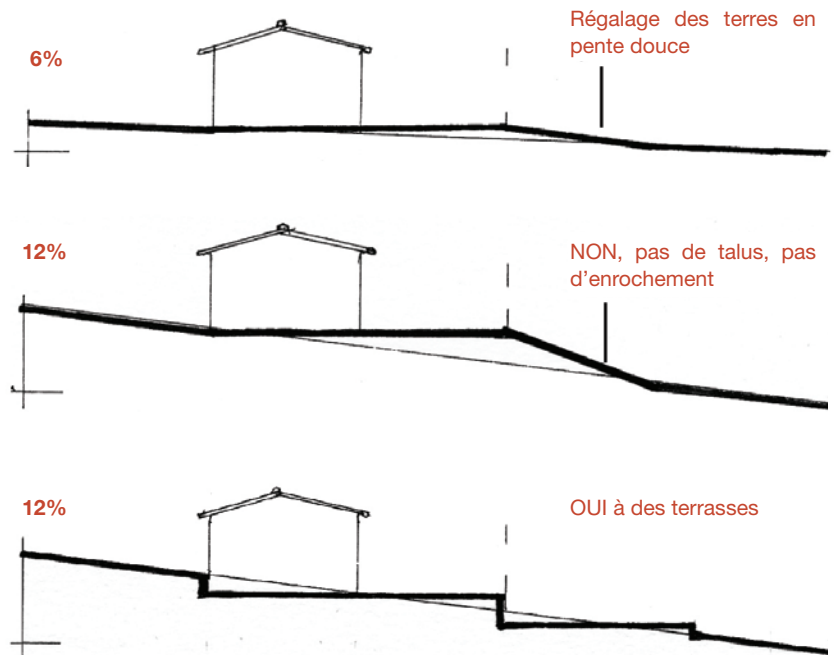 6%
Régalage des terres en
pente douce
12%
NON, pas de talus, pas
d'enrochement
12%
OUI à des terrasses